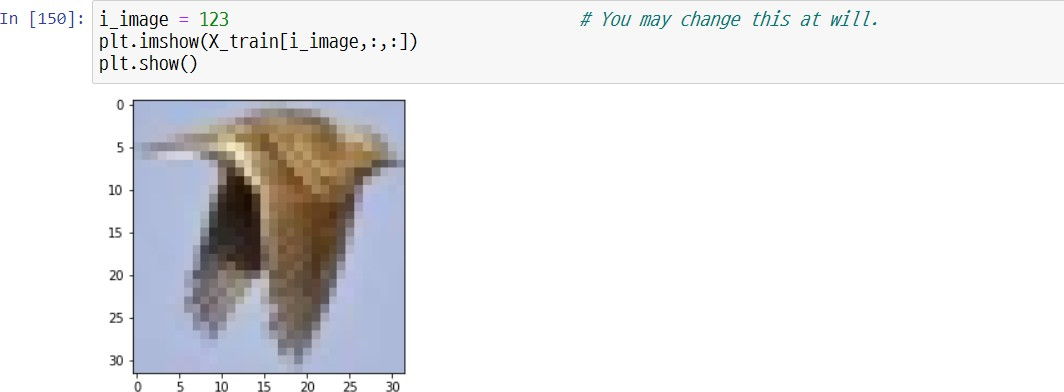 In [150]: i_image = 123 # You may change this at will.
plt.imshow(X_train[i_image,:,:])
plt.show()
0
5
10
15
20
25
30
0 5 10 15 20 25 30